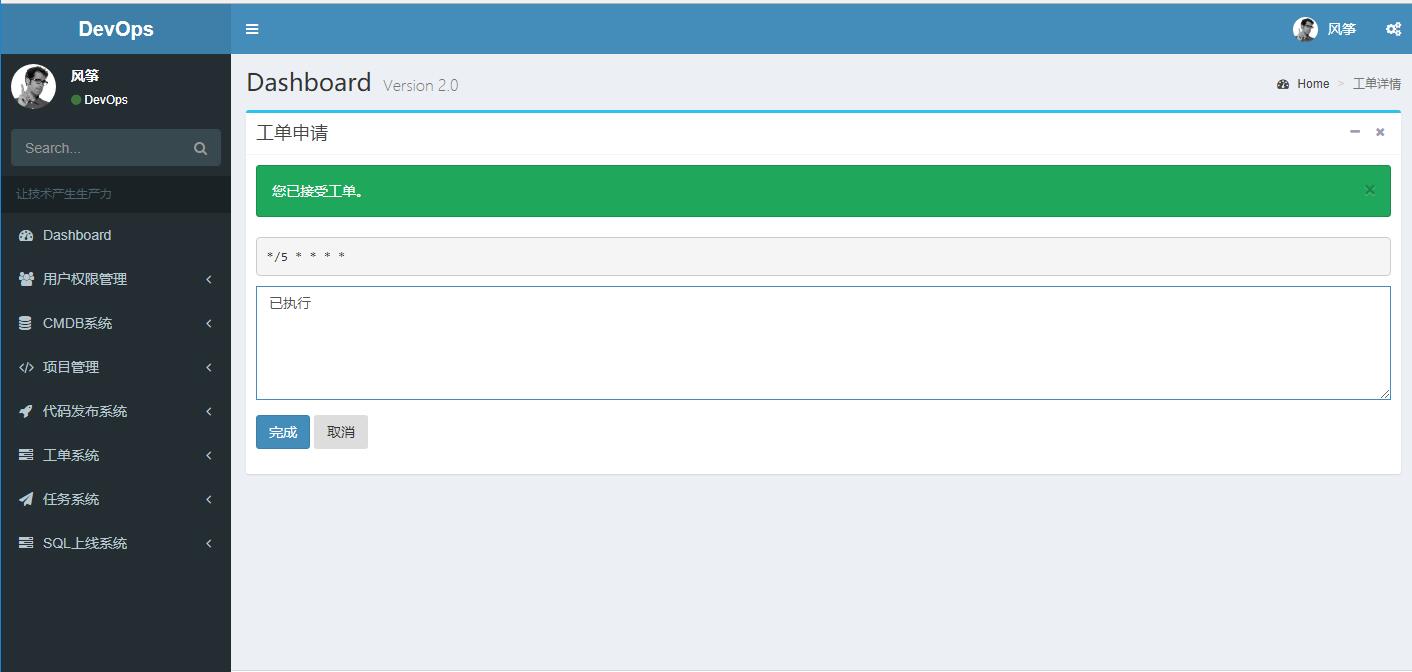 DevOps
风筝
风筝
DevOps
Search...
让技术产生生产力
Dashboard
用户权限管理
CMDB系统
项目管理
代码发布系统
工单系统
任务系统
SQL上线系统
Dashboard Version 2.0
Home > 工单详情
工单申请
您已接受工单。
*/5 * * * *
已执行
完成 取消